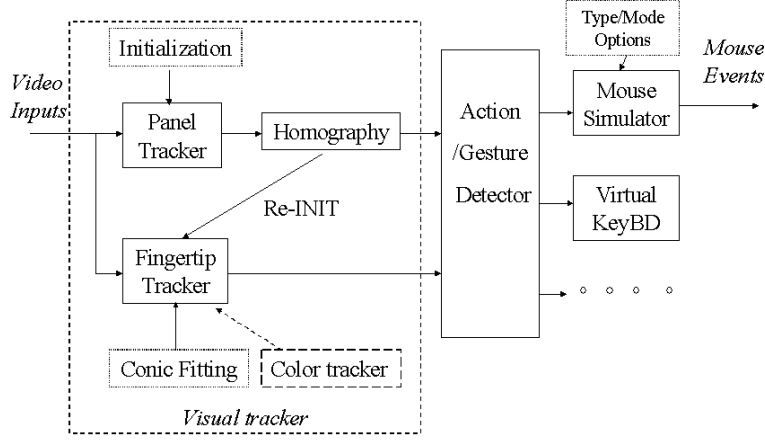 Type/Mode
Options
Initialization
Video
Inputs
Mouse
Events
Mouse
Simulator
Panel
Tracker
Homography
Action
/Gesture
Detector
Re-INIT
Virtual
KeyBD
Fingertip
Tracker
Conic Fitting
Color tracker
Visual tracker